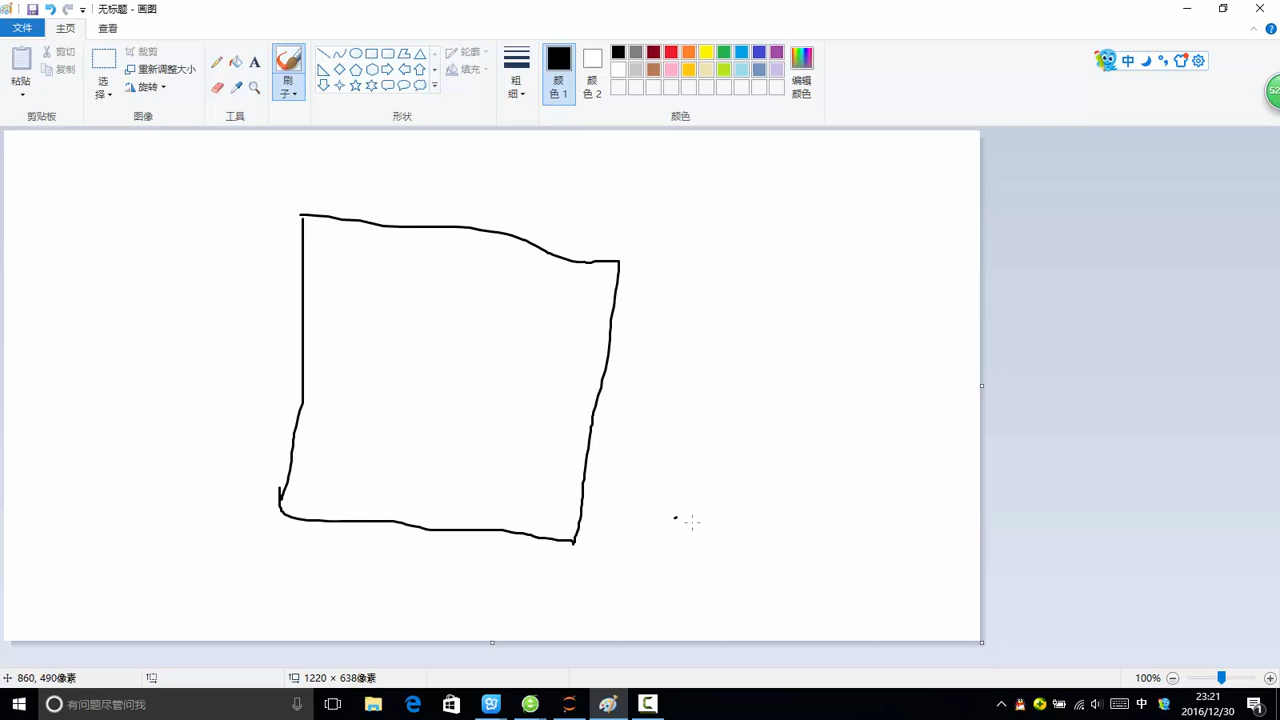 无标题 - 画图
文件 主页 查看
粘贴
剪切
复制
剪贴板
选择
裁剪
重新调整大小
旋转
图像
A
工具
刷子
轮廓
填充
形状
粗细
颜色 1
颜色 2
编辑颜色
颜色
中
52
860, 490像素
1220 × 638像素
100%
有问题尽管问我
中
23:21
2016/12/30
1